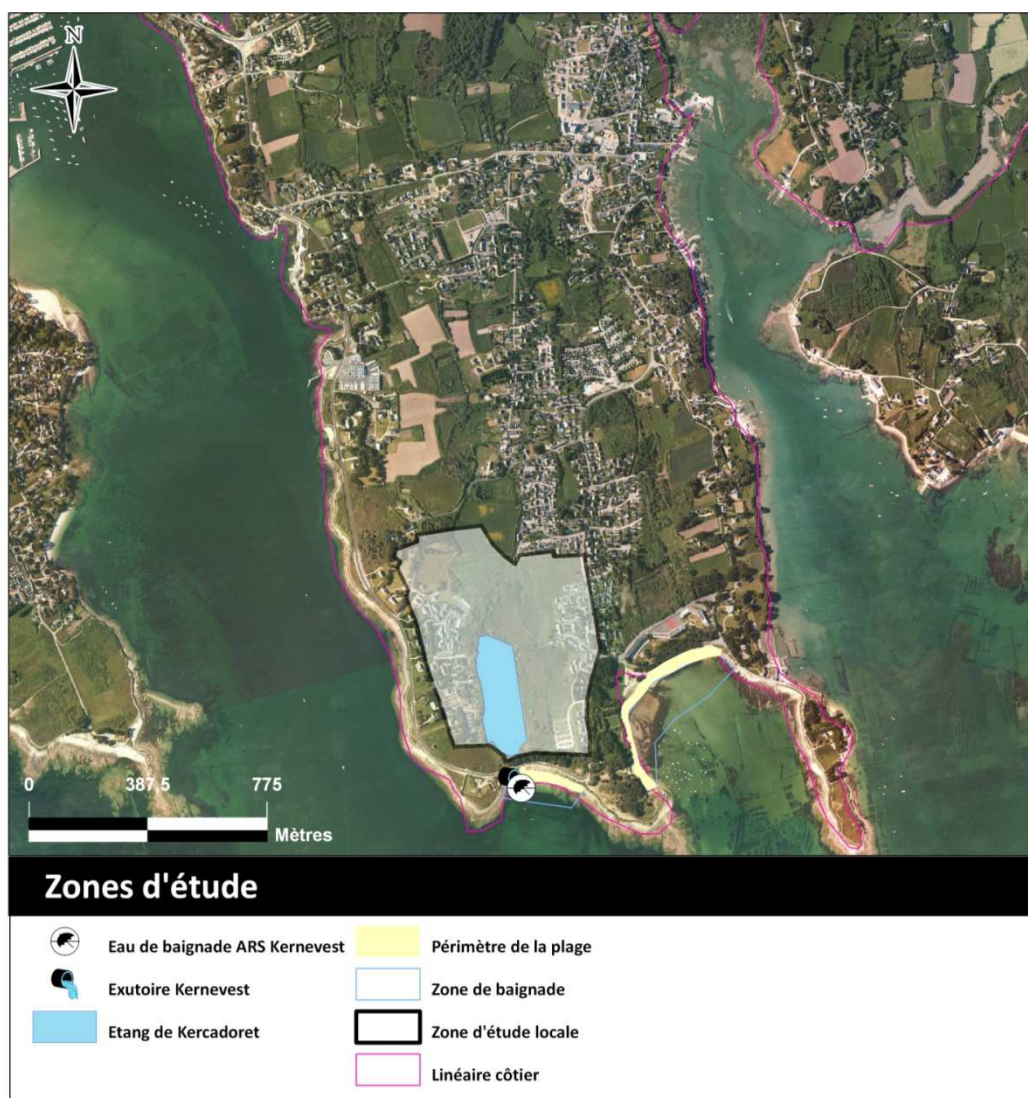 N
0 387,5 775
Mètres
Zones d'étude
Eau de baignade ARS Kernevest
Périmètre de la plage
Exutoire Kernevest
Zone de baignade
Etang de Kercadoret
Zone d'étude locale
Linéaire côtier